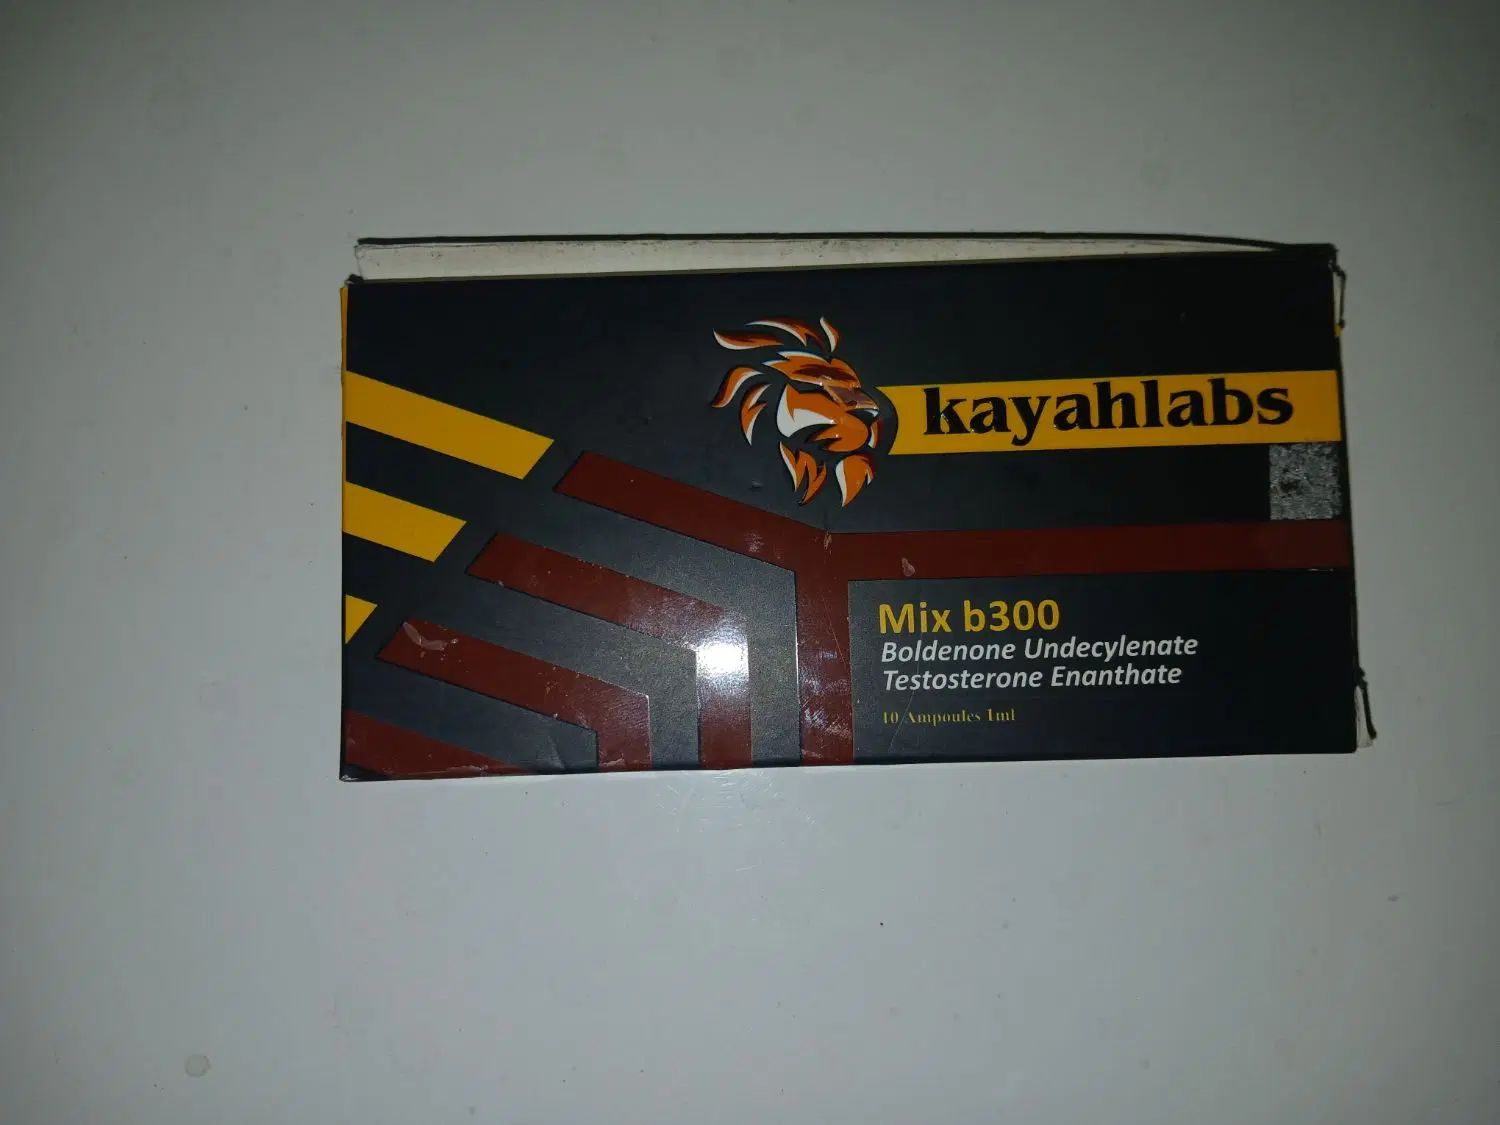 kayahlabs
Mix b300
Boldenone Undecylenate
Testosterone Enanthate
10 Ampoules 1ml